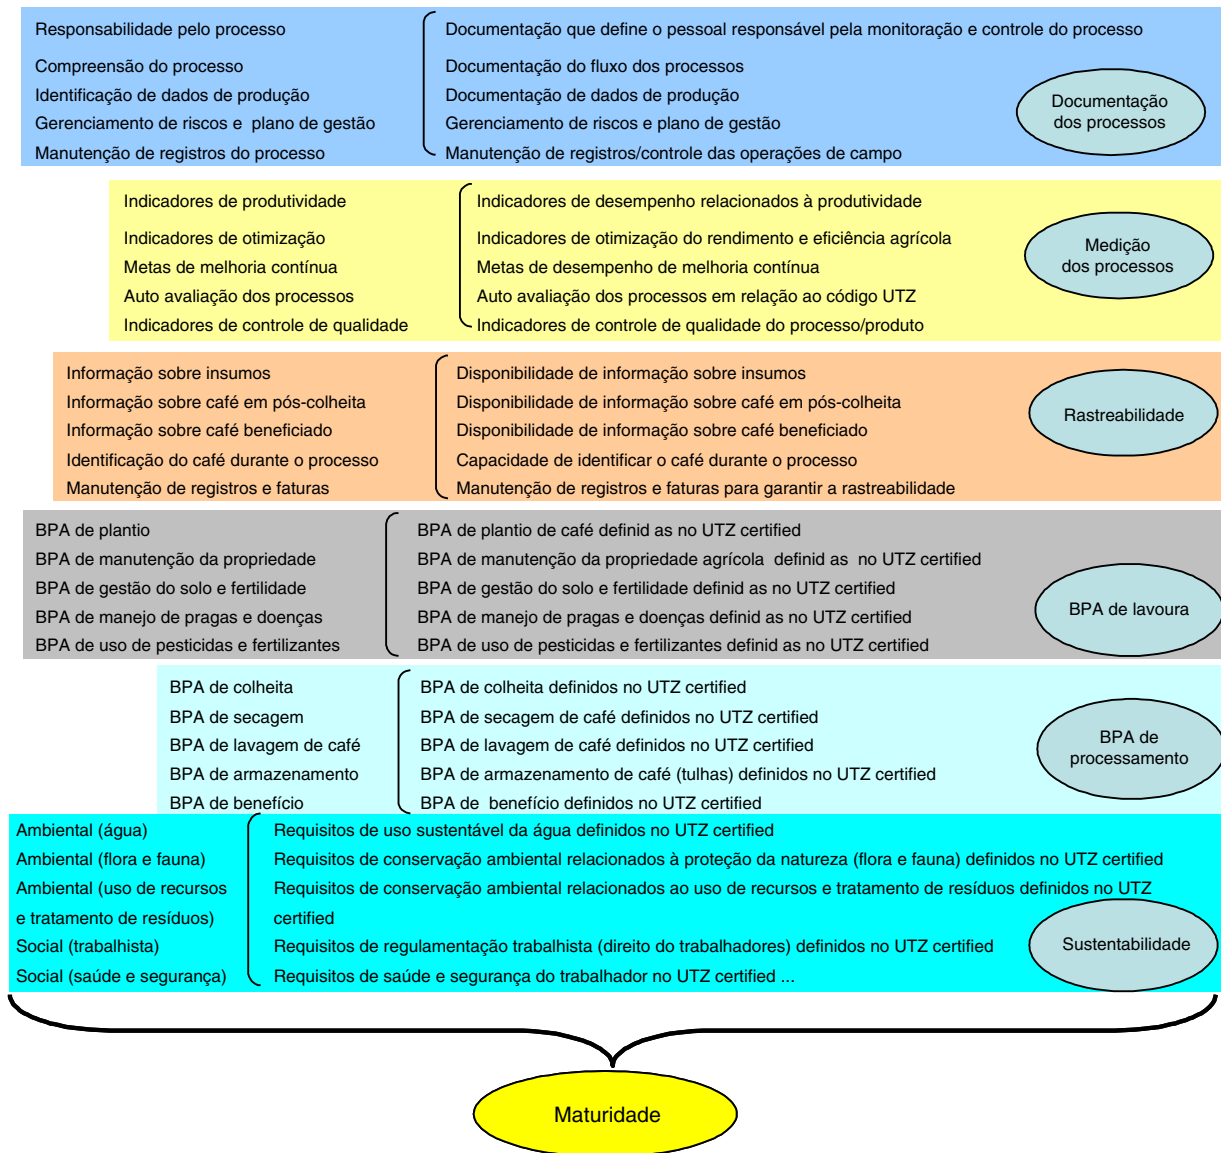 Responsabilidade pelo processo Documentação que define o pessoal responsável pela monitoração e controle do processo
Compreensão do processo Documentação do fluxo dos processos
Identificação de dados de produção Documentação de dados de produção
Gerenciamento de riscos e plano de gestão Gerenciamento de riscos e plano de gestão
Manutenção de registros do processo Manutenção de registros/controle das operações de campo
Documentação
dos processos
Indicadores de produtividade Indicadores de desempenho relacionados à produtividade
Indicadores de otimização Indicadores de otimização do rendimento e eficiência agrícola
Metas de melhoria contínua Metas de desempenho de melhoria contínua
Auto avaliação dos processos Auto avaliação dos processos em relação ao código UTZ
Indicadores de controle de qualidade Indicadores de controle de qualidade do processo/produto
Medição
dos processos
Informação sobre insumos Disponibilidade de informação sobre insumos
Informação sobre café em pós-colheita Disponibilidade de informação sobre café em pós-colheita
Informação sobre café beneficiado Disponibilidade de informação sobre café beneficiado
Identificação do café durante o processo Capacidade de identificar o café durante o processo
Manutenção de registros e faturas Manutenção de registros e faturas para garantir a rastreabilidade
Rastreabilidade
BPA de plantio BPA de plantio de café definid as no UTZ certified
BPA de manutenção da propriedade BPA de manutenção da propriedade agrícola definid as no UTZ certified
BPA de gestão do solo e fertilidade BPA de gestão do solo e fertilidade definid as no UTZ certified
BPA de manejo de pragas e doenças BPA de manejo de pragas e doenças definid as no UTZ certified
BPA de uso de pesticidas e fertilizantes BPA de uso de pesticidas e fertilizantes definid as no UTZ certified
BPA de lavoura
BPA de colheita BPA de colheita definidos no UTZ certified
BPA de secagem BPA de secagem de café definidos no UTZ certified
BPA de lavagem de café BPA de lavagem de café definidos no UTZ certified
BPA de armazenamento BPA de armazenamento de café (tulhas) definidos no UTZ certified
BPA de benefício BPA de benefício definidos no UTZ certified
BPA de
processamento
Ambiental (água) Requisitos de uso sustentável da água definidos no UTZ certified
Ambiental (flora e fauna) Requisitos de conservação ambiental relacionados à proteção da natureza (flora e fauna) definidos no UTZ certified
Ambiental (uso de recursos Requisitos de conservação ambiental relacionados ao uso de recursos e tratamento de resíduos definidos no UTZ
e tratamento de resíduos) certified
Social (trabalhista) Requisitos de regulamentação trabalhista (direito do trabalhadores) definidos no UTZ certified
Social (saúde e segurança) Requisitos de saúde e segurança do trabalhador no UTZ certified ...
Sustentabilidade
Maturidade